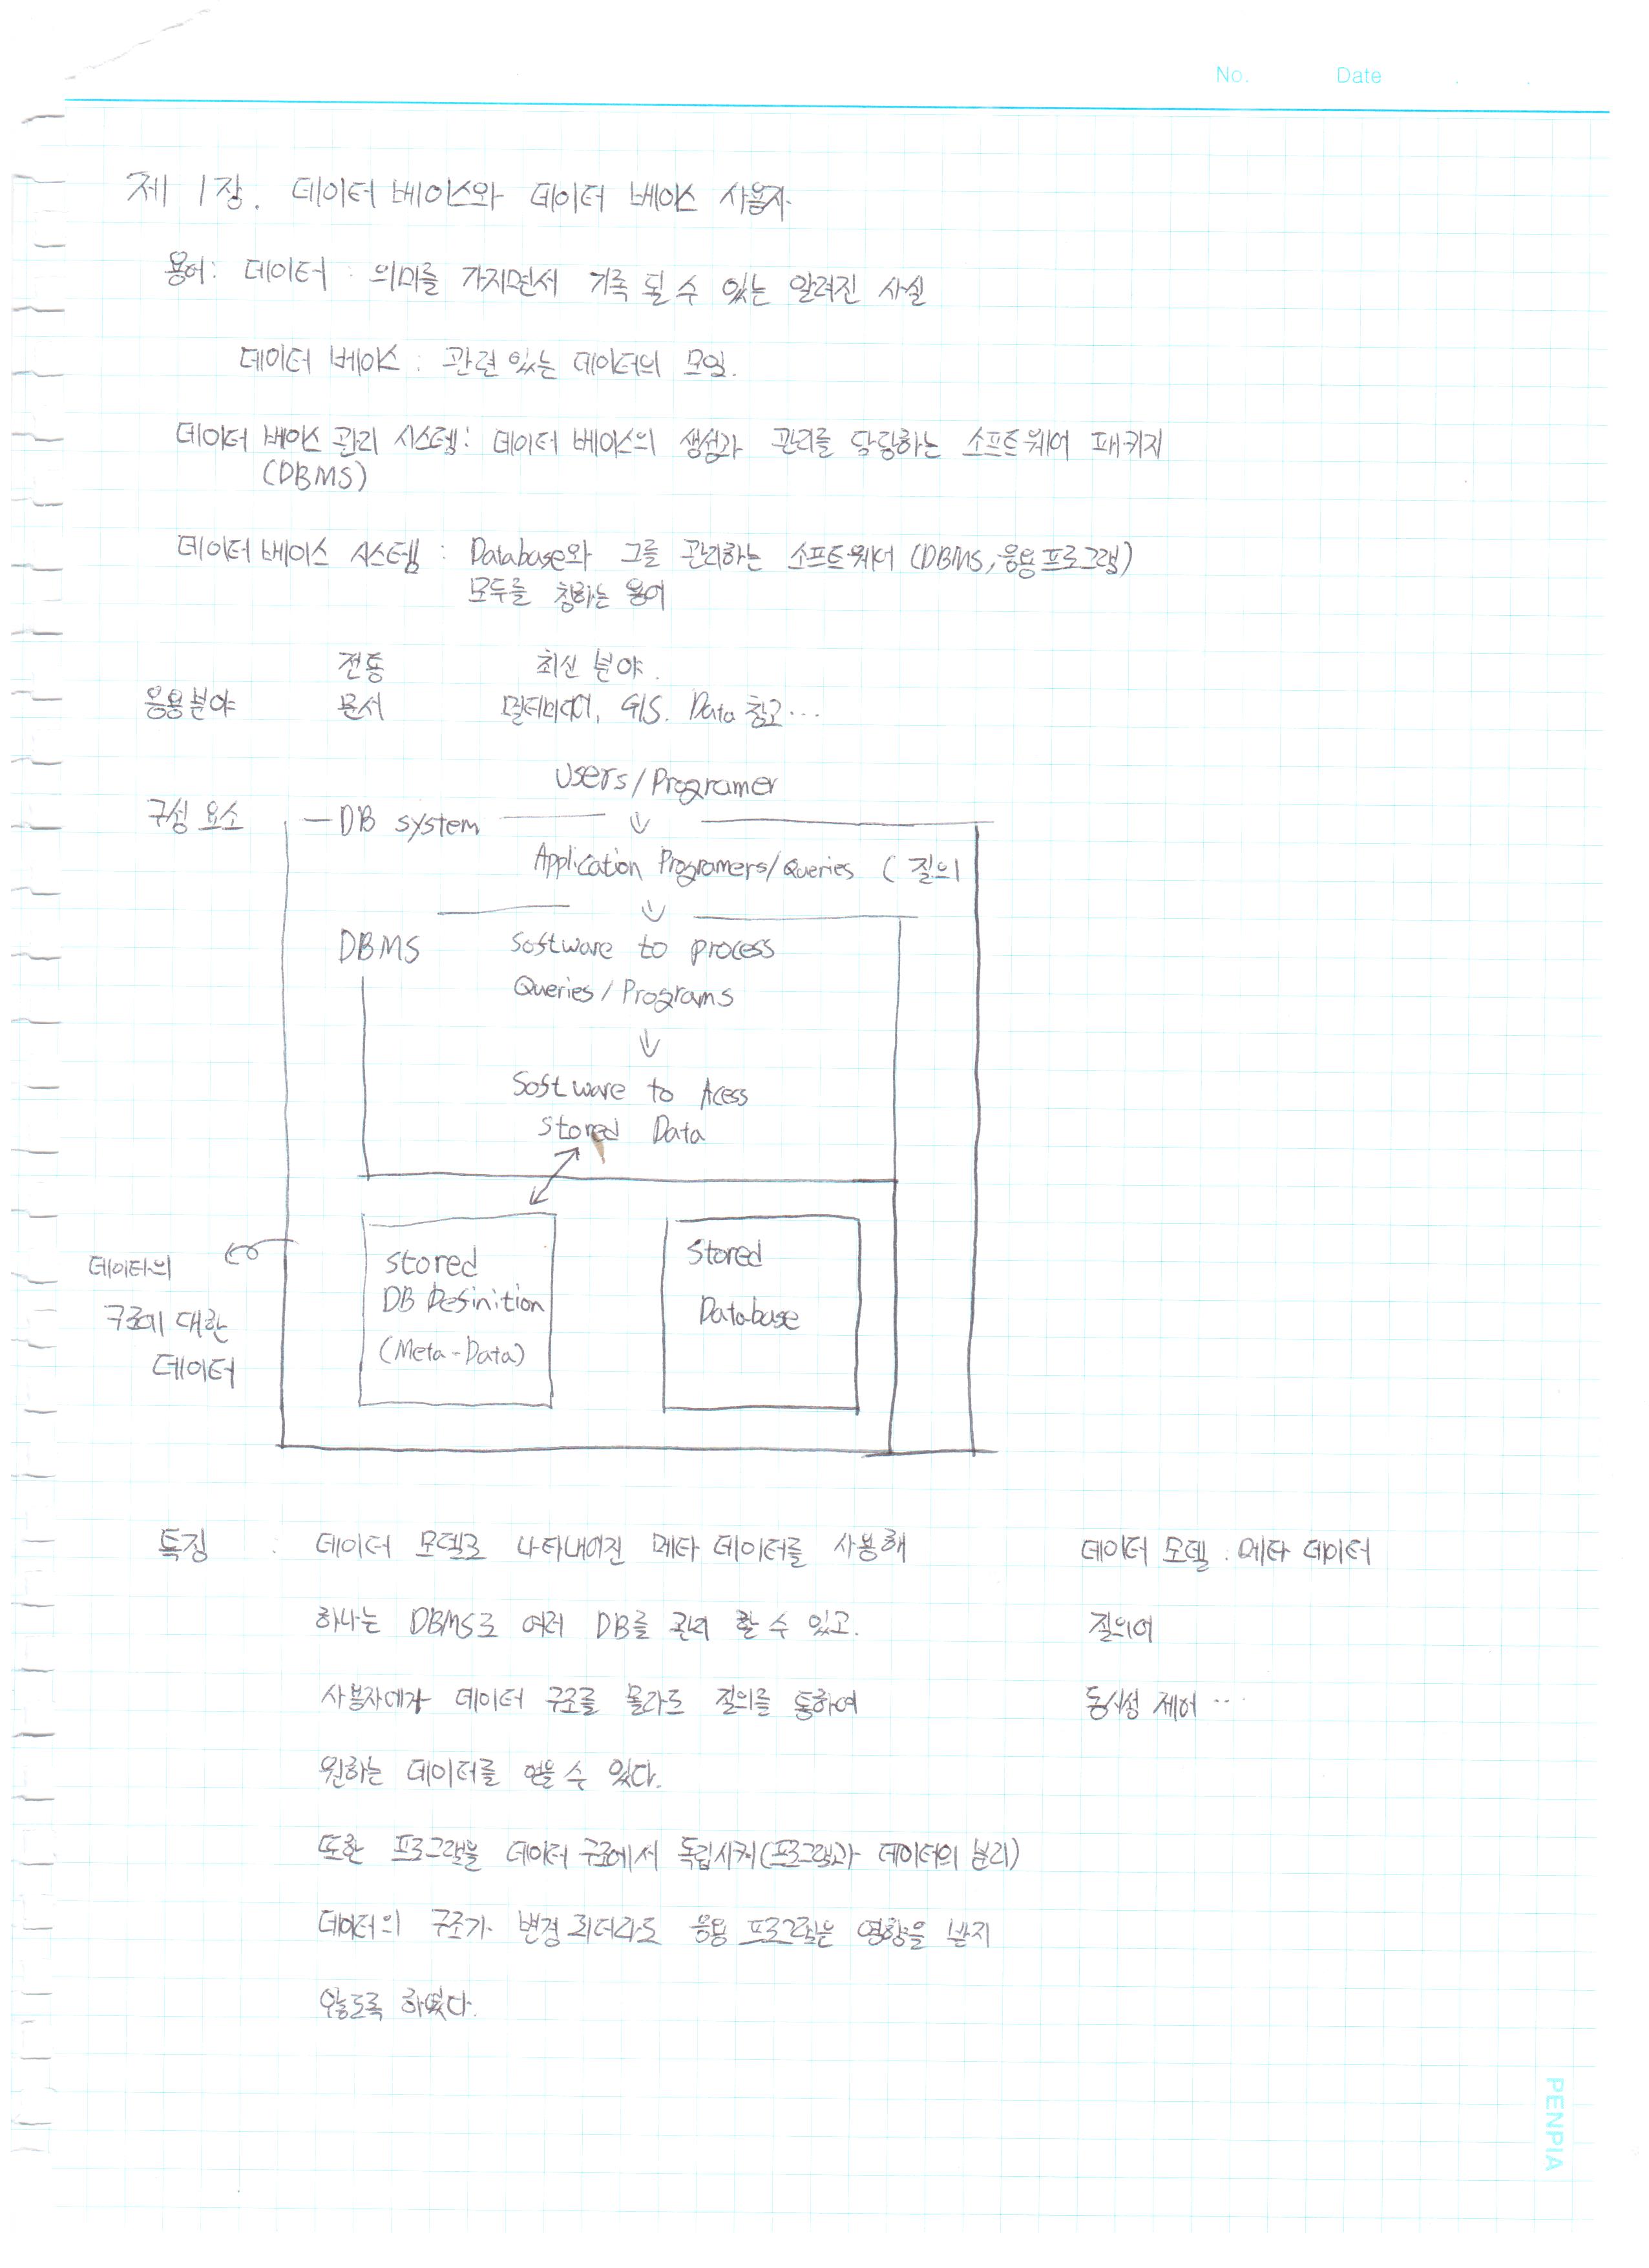 No. Date
제 1장. 데이터 베이스와 데이터 베이스 사용자
용어: 데이터 : 의미를 가지면서 기록 될 수 있는 알려진 사실
데이터 베이스 : 관련 있는 데이터의 모임.
데이터 베이스 관리 시스템: 데이터 베이스의 생성과 관리를 담당하는 소프트웨어 패키지
(DBMS)
데이터 베이스 시스템 : Database와 그를 관리하는 소프트웨어 (DBMS, 응용 프로그램)
모두를 칭하는 용어
전통 최신 분야.
응용분야 문서 멀티미디어, GIS. Data 창고...
Users/Programer
구성 요소 DB system
Application Programers/Queries ( 질의
DBMS Software to process
Queries / Programs
Software to Acess
Stored Data
데이터의
구조에 대한
데이터
Stored
DB Definition
(Meta-Data)
Stored
Database
특징 : 데이터 모델로 나타내어진 메타 데이터를 사용해 데이터 모델 : 메타 데이터
하나는 DBMS로 여러 DB를 관리 할 수 있고. 질의어
사용자에가 데이터 구조를 몰라도 질의를 통하여 동시성 제어 ...
원하는 데이터를 얻을 수 있다.
또한 프로그램을 데이터 구조에서 독립시켜(프로그램과 데이터의 분리)
데이터의 구조가 변경 되더라도 응용 프로그램은 영향을 받지
않도록 하였다.
PENPIA